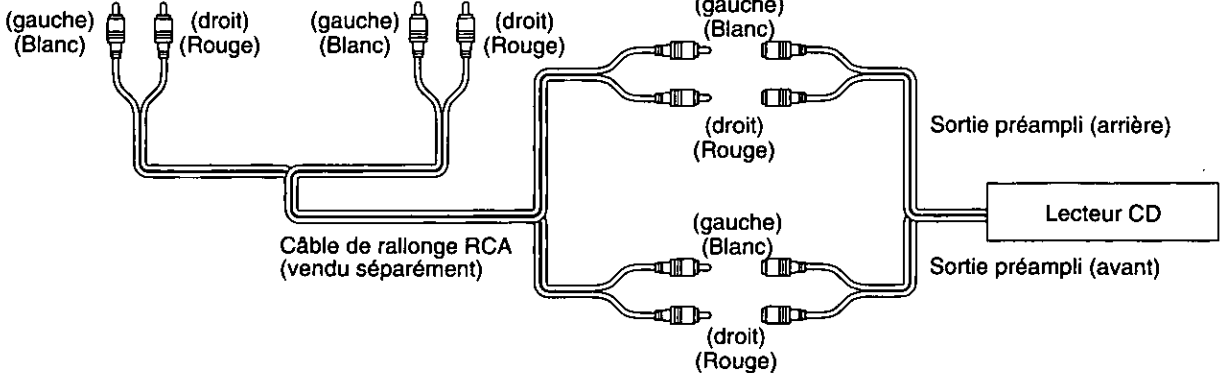 (gauche)
(Blanc)
(droit)
(Rouge)
(gauche)
(Blanc)
(droit)
(Rouge)
(gauche)
(Blanc)
(droit)
(Rouge)
Sortie préampli (arrière)
Lecteur CD
Câble de rallonge RCA
(vendu séparément)
(gauche)
(Blanc)
Sortie préampli (avant)
(droit)
(Rouge)